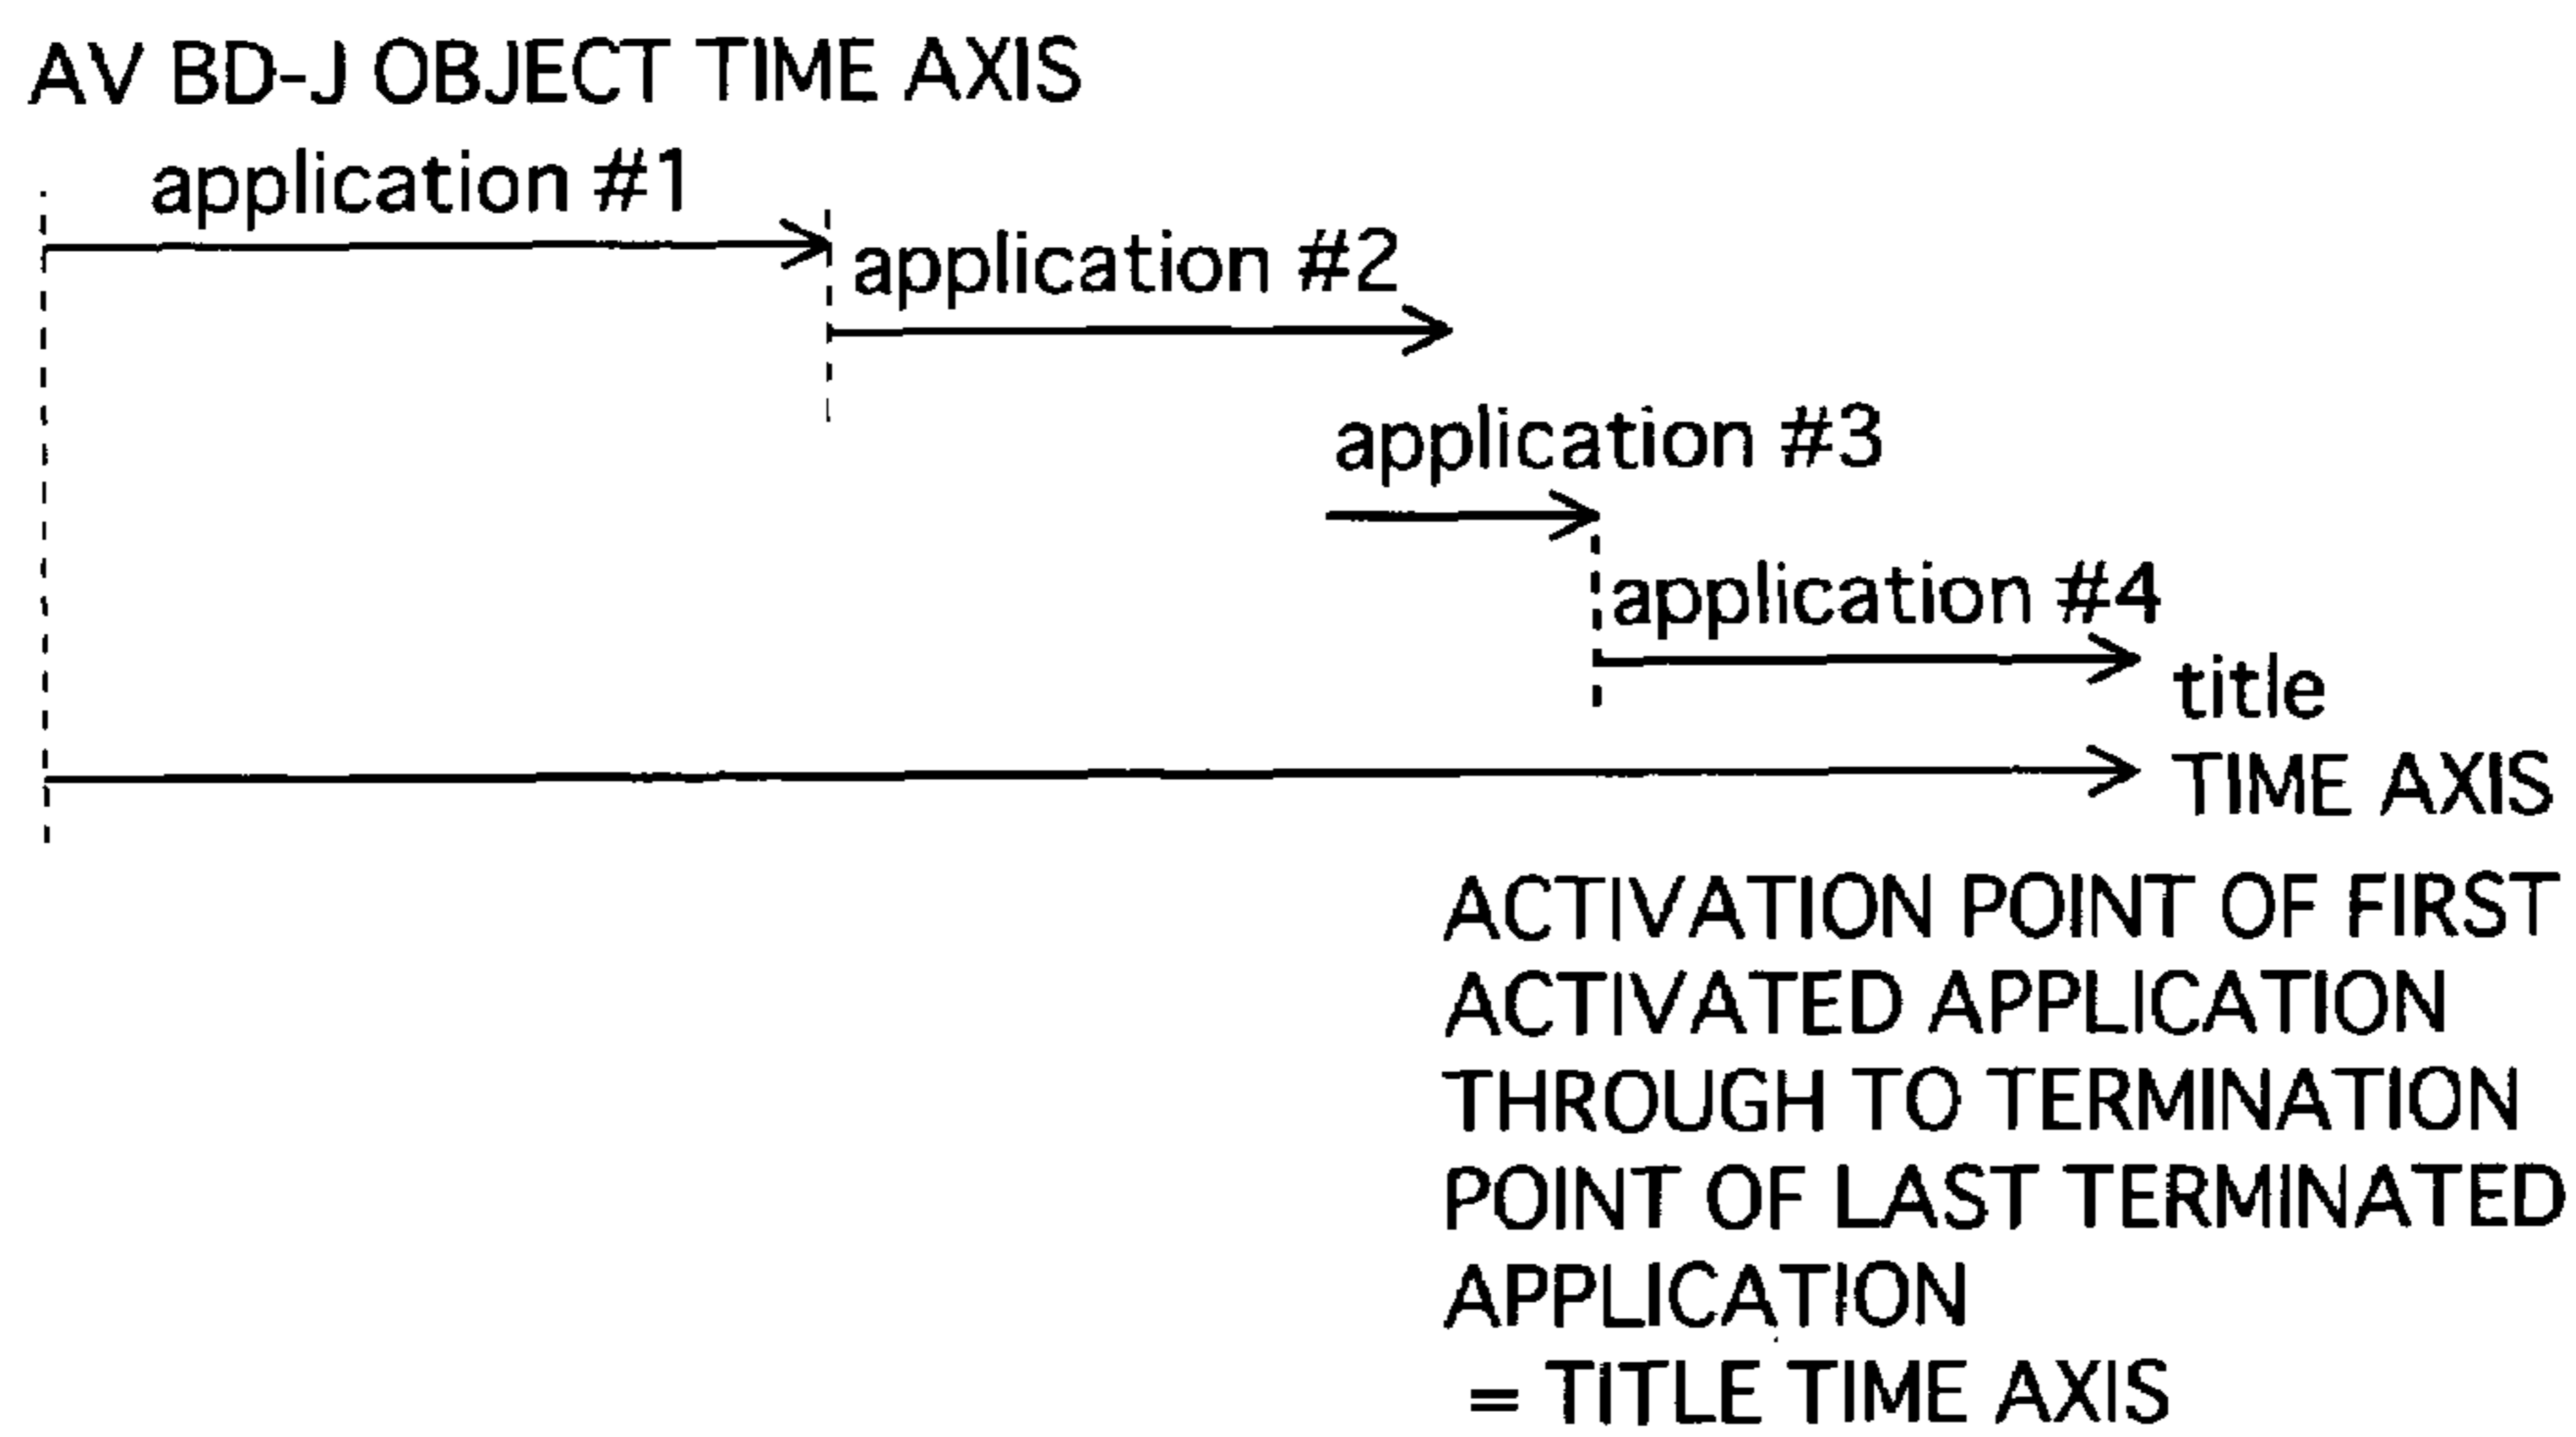 AV BD-J OBJECT TIME AXIS
application #1
application #2
application #3
application #4
title
TIME AXIS
ACTIVATION POINT OF FIRST
ACTIVATED APPLICATION
THROUGH TO TERMINATION
POINT OF LAST TERMINATED
APPLICATION
= TITLE TIME AXIS